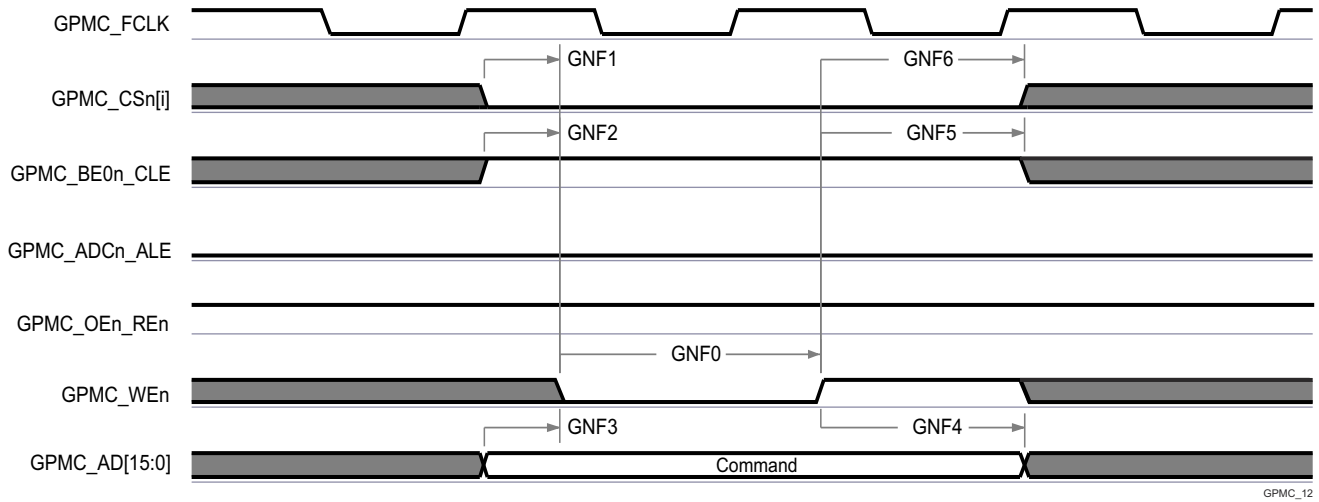 GPMC_FCLK
GNF1
GNF6
GPMC_CSn[i]
GNF2
GNF5
GPMC_BE0n_CLE
GPMC_ADCn_ALE
GPMC_OEn_REn
GNF0
GPMC_WEn
GNF3
GNF4
GPMC_AD[15:0]
Command
GPMC_12